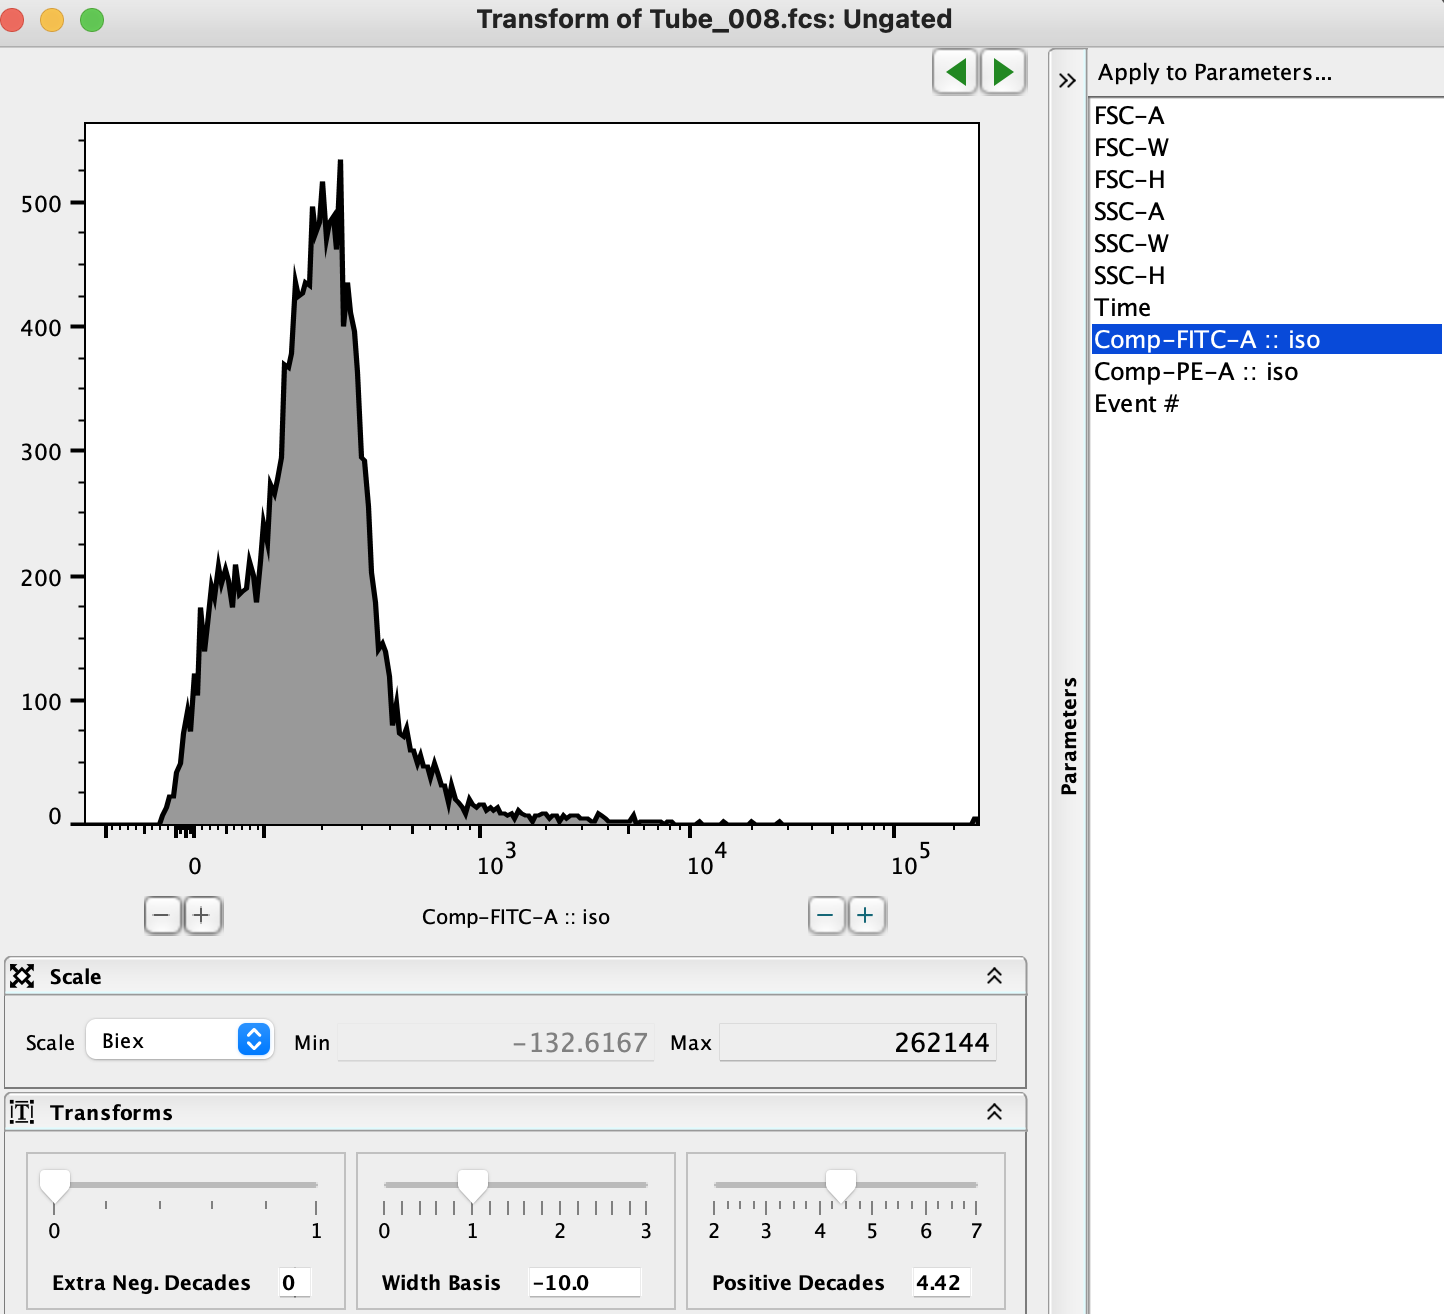 Transform of Tube_008.fcs: Ungated
Apply to Parameters...
FSC-A
FSC-W
FSC-H
SSC-A
SSC-W
SSC-H
Time
Comp-FITC-A :: iso
Comp-PE-A :: iso
Event #
Parameters
500
400
300
200
100
0
0 10^3 10^4 10^5
Comp-FITC-A :: iso
Scale
Scale Biex Min -132.6167 Max 262144
Transforms
0 1 0 1 2 3 2 3 4 5 6 7
Extra Neg. Decades 0 Width Basis -10.0 Positive Decades 4.42